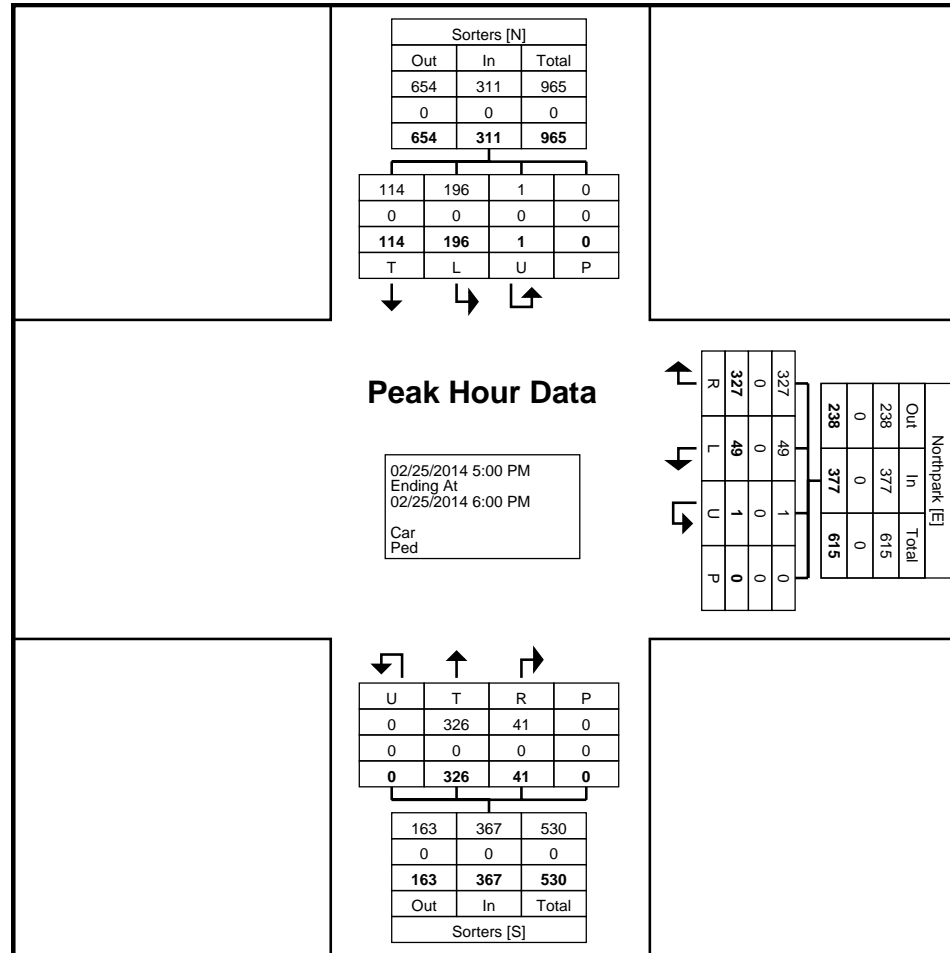 Sorters [N]
Out In Total
654 311 965
0 0 0
654 311 965
114 196 1 0
0 0 0 0
114 196 1 0
T L U P
Peak Hour Data
02/25/2014 5:00 PM
Ending At
02/25/2014 6:00 PM
Car
Ped
Northpark [E]
Out In Total
238 377 615
0 0 0
238 377 615
327 49 1 0
0 0 0 0
327 49 1 0
R L U P
U T R P
0 326 41 0
0 0 0 0
0 326 41 0
163 367 530
0 0 0
163 367 530
Out In Total
Sorters [S]